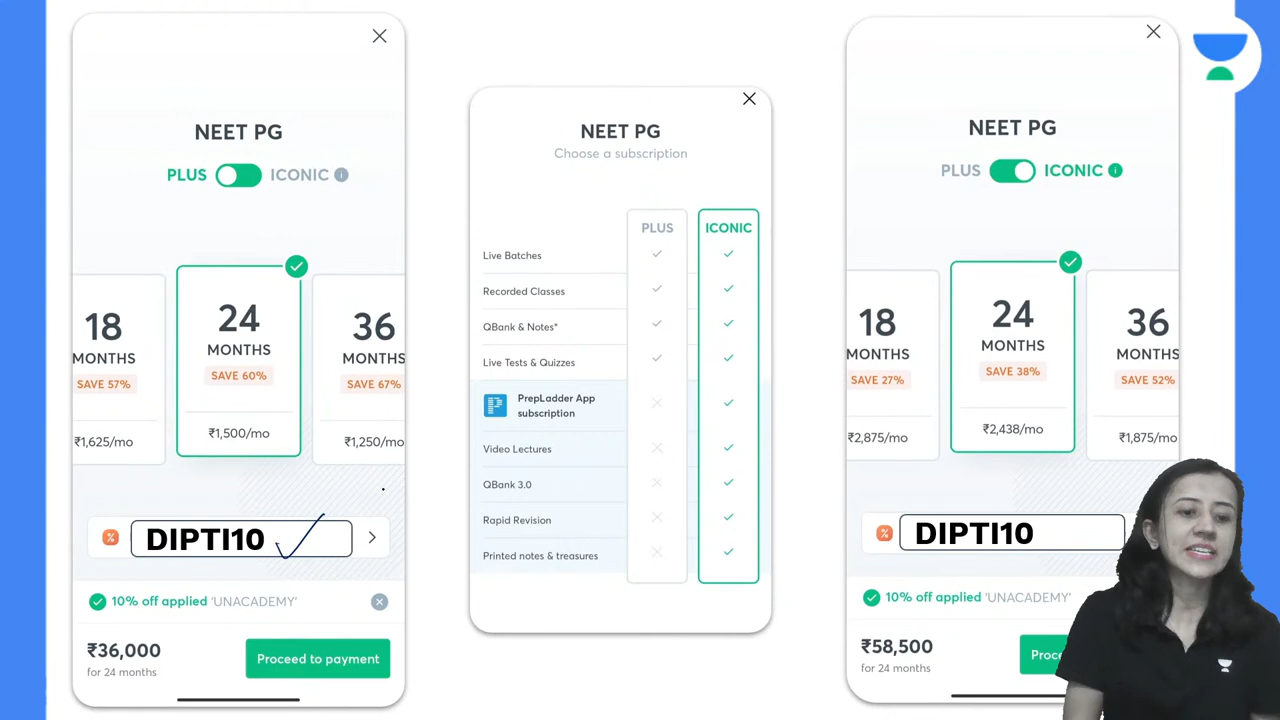 NEET PG
PLUS ICONIC i
18
MONTHS
SAVE 57%
₹1,625/mo
24
MONTHS
SAVE 60%
₹1,500/mo
36
MONTHS
SAVE 67%
₹1,250/mo
% DIPTI10
10% off applied 'UNACADEMY'
₹36,000
for 24 months
Proceed to payment
NEET PG
Choose a subscription
PLUS ICONIC
Live Batches
Recorded Classes
QBank & Notes*
Live Tests & Quizzes
PrepLadder App
subscription
Video Lectures
QBank 3.0
Rapid Revision
Printed notes & treasures
NEET PG
PLUS ICONIC i
18
MONTHS
SAVE 27%
₹2,875/mo
24
MONTHS
SAVE 38%
₹2,438/mo
36
MONTHS
SAVE 52%
₹1,875/mo
% DIPTI10
10% off applied 'UNACADEMY'
₹58,500
for 24 months
Proce